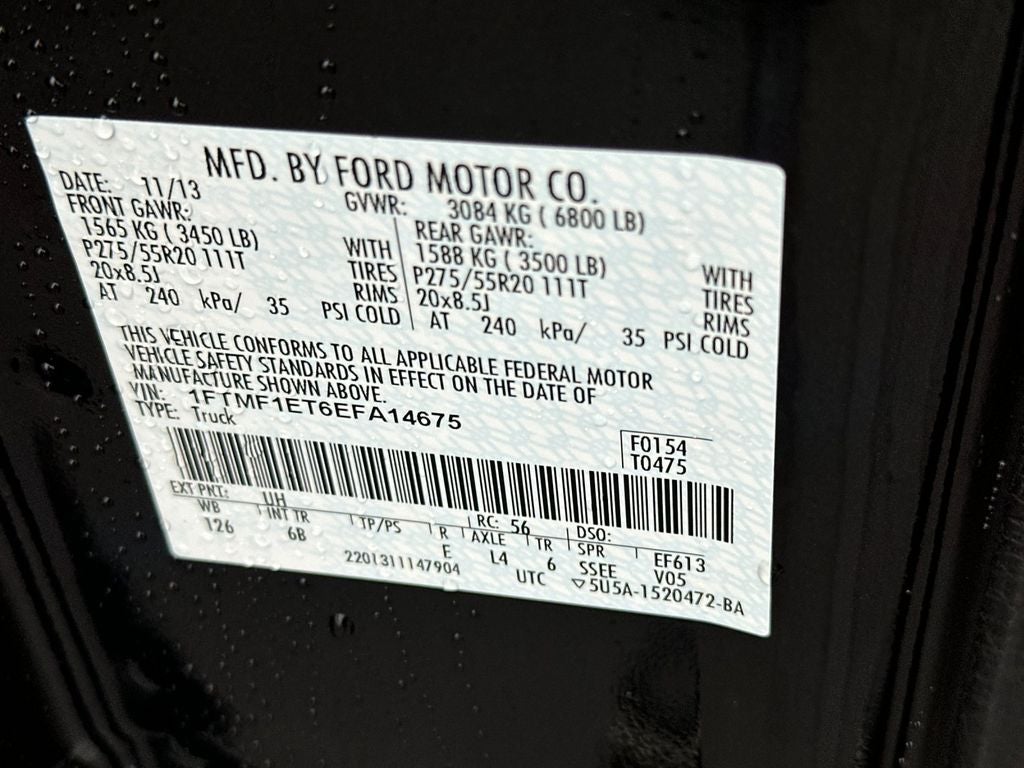 MFD. BY FORD MOTOR CO.
DATE: 11/13 GVWR: 3084 KG ( 6800 LB)
FRONT GAWR: REAR GAWR:
1565 KG ( 3450 LB) WITH 1588 KG ( 3500 LB) WITH
P275/55R20 111T TIRES P275/55R20 111T TIRES
20x8.5J RIMS 20x8.5J RIMS
AT 240 kPa/ 35 PSI COLD AT 240 kPa/ 35 PSI COLD
THIS VEHICLE CONFORMS TO ALL APPLICABLE FEDERAL MOTOR
VEHICLE SAFETY STANDARDS IN EFFECT ON THE DATE OF
MANUFACTURE SHOWN ABOVE.
VIN: 1FTMF1ET6EFA14675
TYPE: Truck
F0154
T0475
EXT PNT: UH RC: 56 DSO: EF613
WB INT TR TP/PS R AXLE TR SPR V05
126 6B E L4 6 SSEE
2201311147904 UTC ▽5U5A-1520472-BA